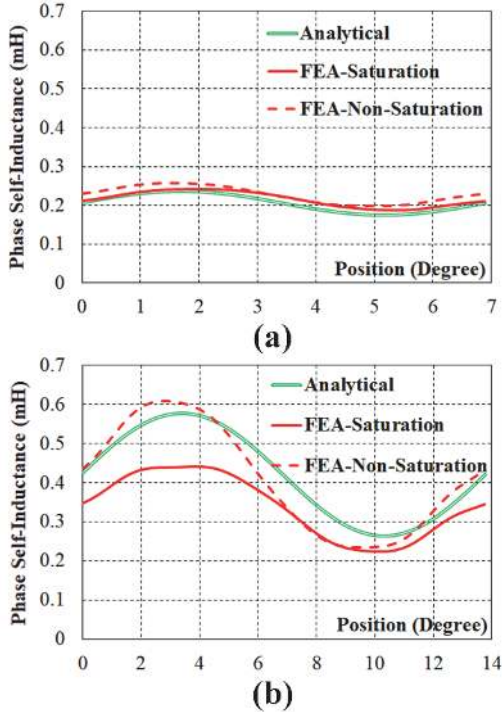 0.7
0.6
0.5
0.4
0.3
0.2
0.1
0
Phase Self-Inductance (mH)
Analytical
FEA-Saturation
FEA-Non-Saturation
Position (Degree)
0 1 2 3 4 5 6 7
(a)
0.7
0.6
0.5
0.4
0.3
0.2
0.1
0
Phase Self-Inductance (mH)
Analytical
FEA-Saturation
FEA-Non-Saturation
Position (Degree)
0 2 4 6 8 10 12 14
(b)